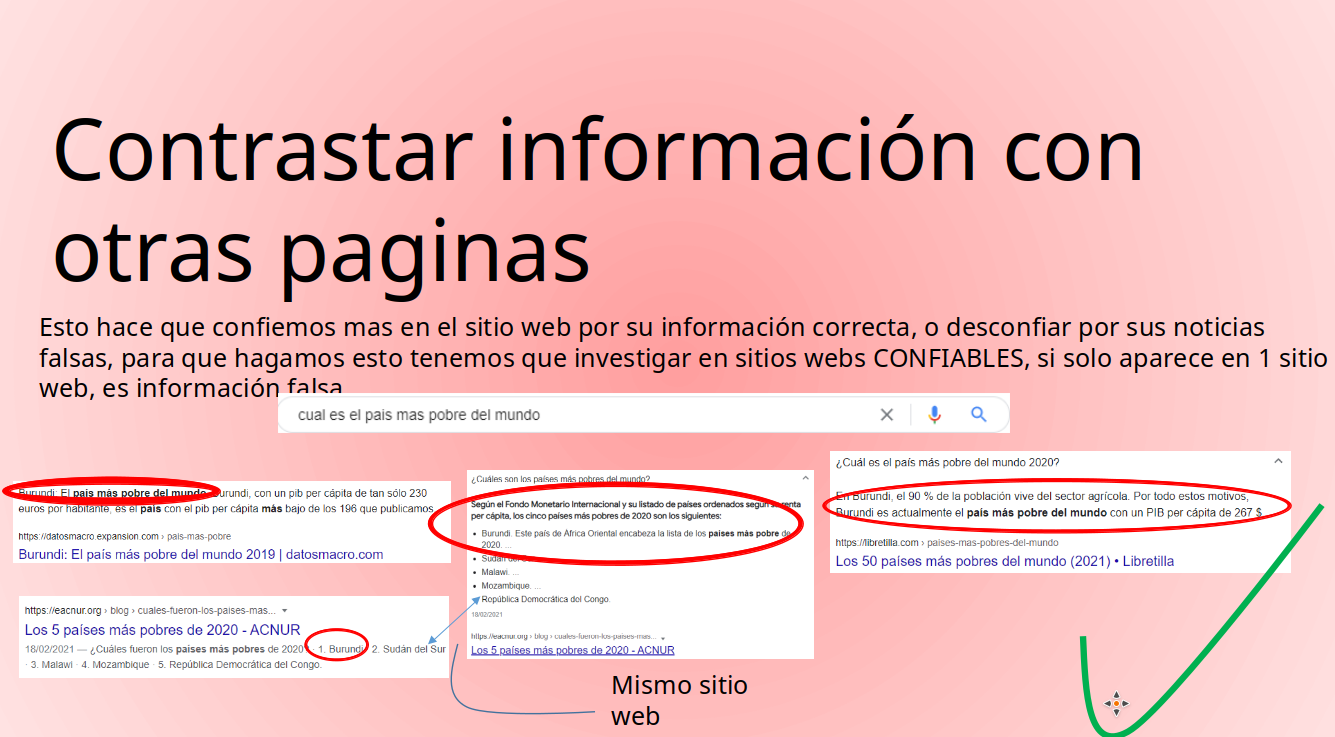 Contrastar información con
otras paginas
Esto hace que confiemos mas en el sitio web por su información correcta, o desconfiar por sus noticias
falsas, para que hagamos esto tenemos que investigar en sitios webs CONFIABLES, si solo aparece en 1 sitio
web, es información falsa
cual es el pais mas pobre del mundo
Burundi: El país más pobre del mundo Burundi, con un pib per cápita de tan sólo 230
euros por habitante, es el país con el pib per cápita más bajo de los 196 que publicamos
https://datosmacro.expansion.com › pais-mas-pobre
Burundi: El país más pobre del mundo 2019 | datosmacro.com
https://eacnur.org › blog › cuales-fueron-los-paises-mas...
Los 5 países más pobres de 2020 - ACNUR
18/02/2021 — ¿Cuáles fueron los países más pobres de 2020 · 1. Burundi · 2. Sudán del Sur
· 3. Malawi · 4. Mozambique · 5. República Democrática del Congo.
¿Cuáles son los países más pobres del mundo?
Según el Fondo Monetario Internacional y su listado de países ordenados según su renta
per cápita, los cinco países más pobres de 2020 son los siguientes:
• Burundi. Este país de África Oriental encabeza la lista de los países más pobre de
2020. ...
• Sudán del
• Malawi. ...
• Mozambique. ...
República Democrática del Congo.
18/02/2021
https://eacnur.org › blog › cuales-fueron-los-paises-mas...
Los 5 países más pobres de 2020 - ACNUR
¿Cuál es el país más pobre del mundo 2020?
En Burundi, el 90 % de la población vive del sector agrícola. Por todo estos motivos,
Burundi es actualmente el país más pobre del mundo con un PIB per cápita de 267 $
https://libretilla.com › paises-mas-pobres-del-mundo
Los 50 países más pobres del mundo (2021) • Libretilla
Mismo sitio
web